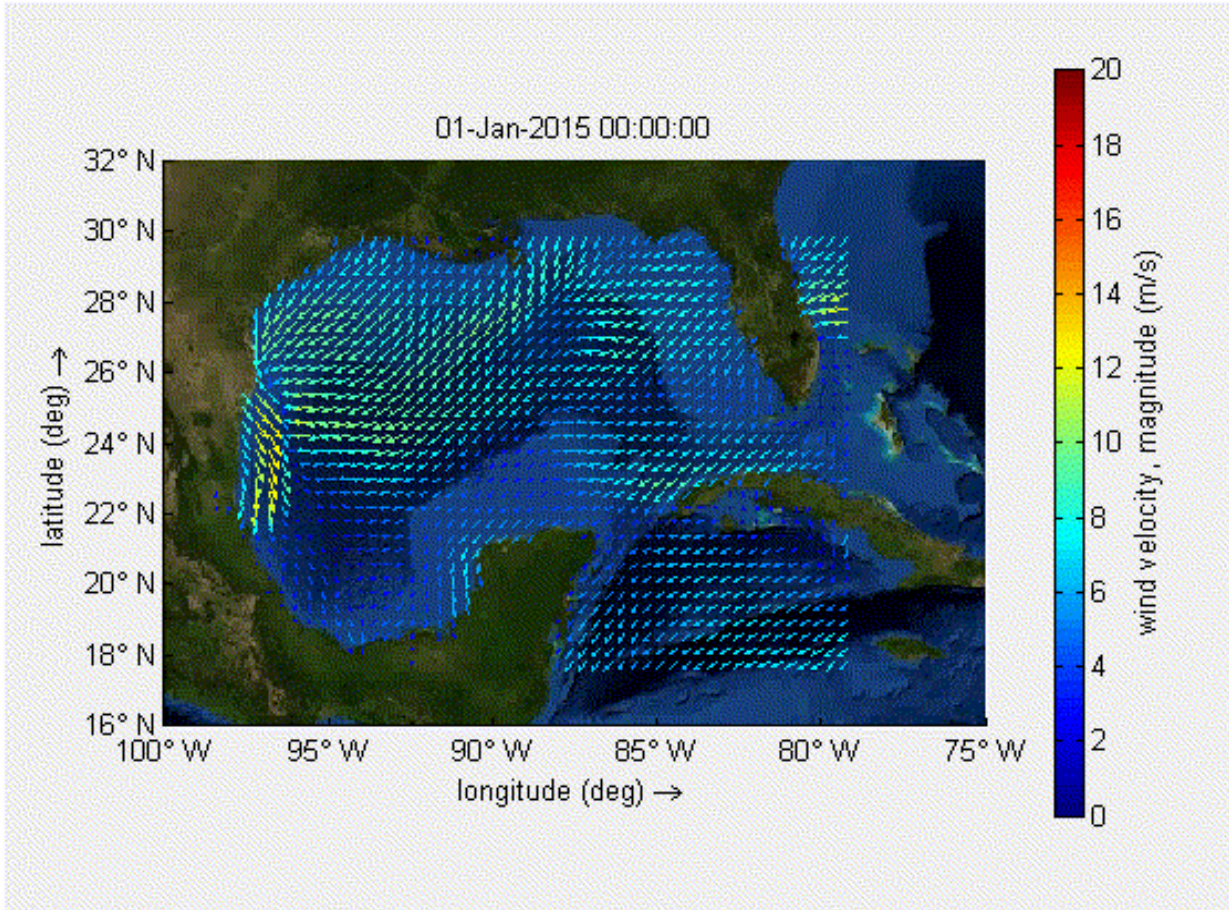 01-Jan-2015 00:00:00
32° N
30° N
28° N
26° N
24° N
22° N
20° N
18° N
16° N
latitude (deg) →
100° W
95° W
90° W
85° W
80° W
75° W
longitude (deg) →
20
18
16
14
12
10
8
6
4
2
0
wind velocity, magnitude (m/s)